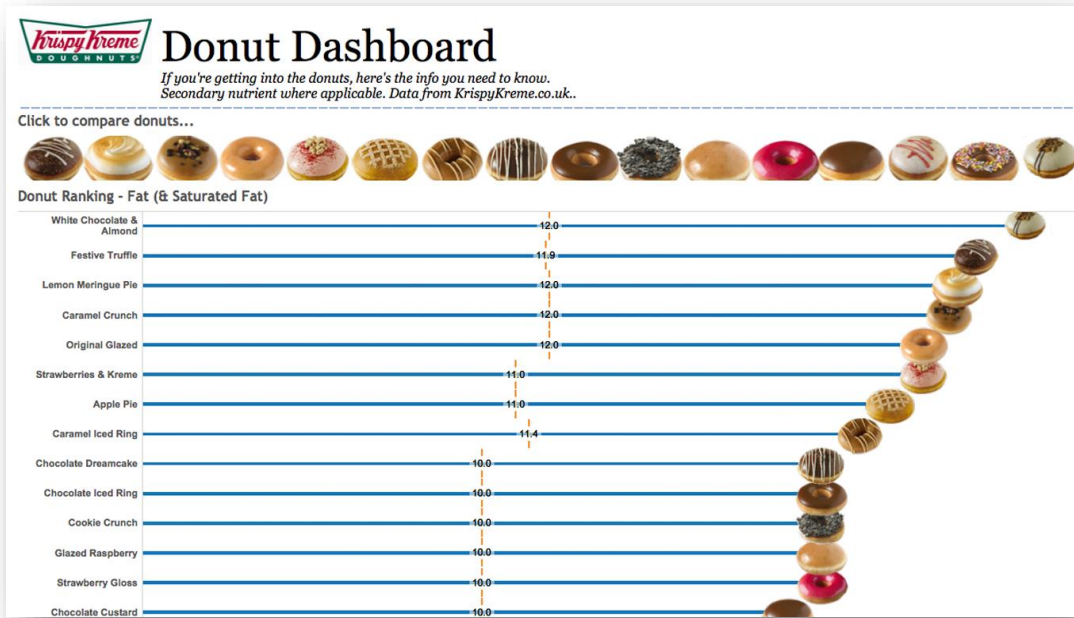 Krispy Kreme
DOUGHNUTS®
Donut Dashboard
If you're getting into the donuts, here's the info you need to know.
Secondary nutrient where applicable. Data from KrispyKreme.co.uk..
Click to compare donuts...
Donut Ranking - Fat (& Saturated Fat)
White Chocolate &
Almond
12.0
Festive Truffle
11.9
Lemon Meringue Pie
12.0
Caramel Crunch
12.0
Original Glazed
12.0
Strawberries & Kreme
11.0
Apple Pie
11.0
Caramel Iced Ring
11.4
Chocolate Dreamcake
10.0
Chocolate Iced Ring
10.0
Cookie Crunch
10.0
Glazed Raspberry
10.0
Strawberry Gloss
10.0
Chocolate Custard
10.0